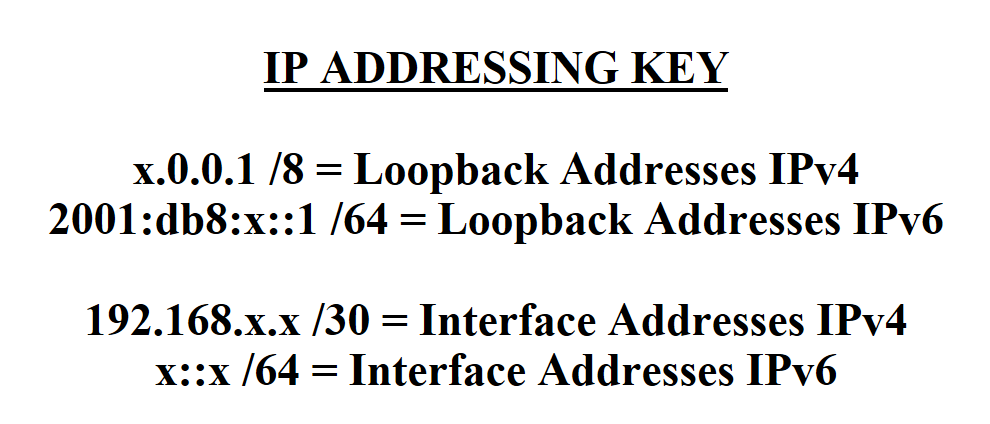 IP ADDRESSING KEY
x.0.0.1 /8 = Loopback Addresses IPv4
2001:db8:x::1 /64 = Loopback Addresses IPv6
192.168.x.x /30 = Interface Addresses IPv4
x::x /64 = Interface Addresses IPv6